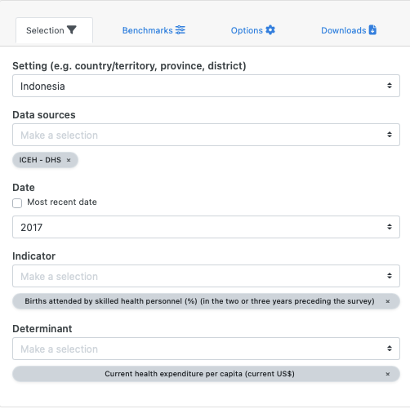 Selection
Benchmarks
Options
Downloads
Setting (e.g. country/territory, province, district)
Indonesia
Data sources
Make a selection
ICEH - DHS ×
Date
Most recent date
2017
Indicator
Make a selection
Births attended by skilled health personnel (%) (in the two or three years preceding the survey) ×
Determinant
Make a selection
Current health expenditure per capita (current US$) ×